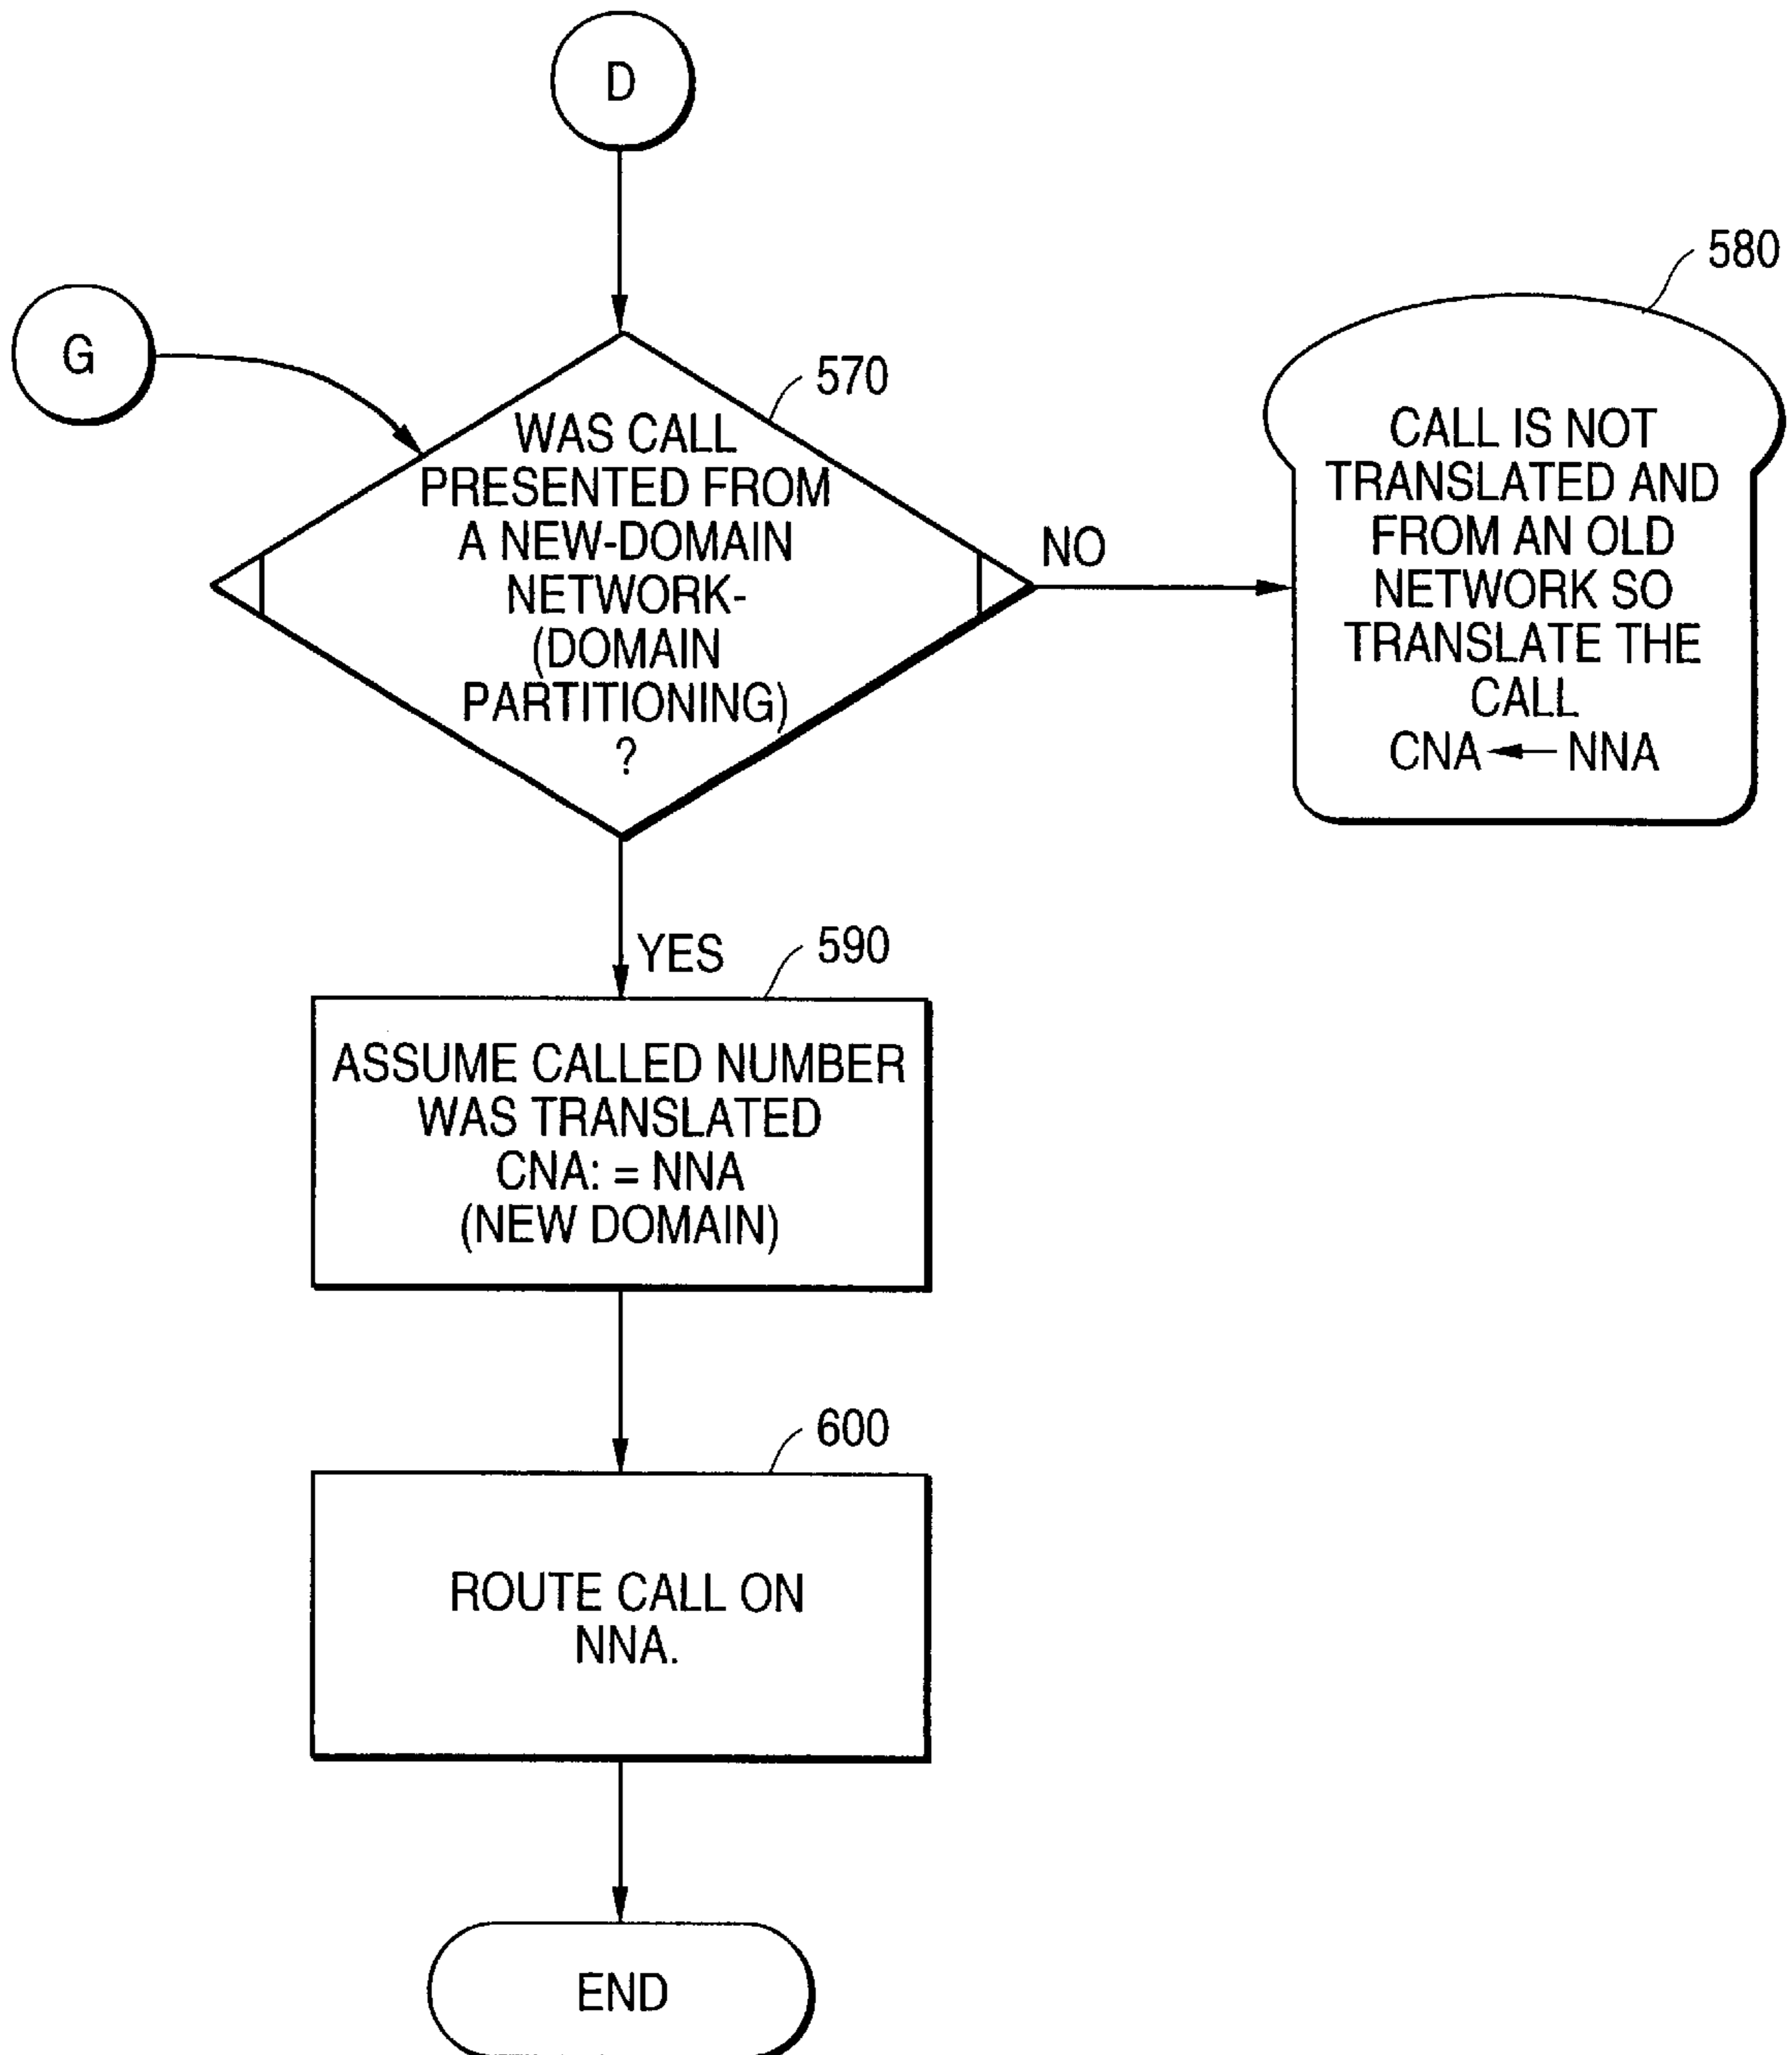 D
G
570
WAS CALL
PRESENTED FROM
A NEW-DOMAIN
NETWORK-
(DOMAIN
PARTITIONING)
?
NO
580
CALL IS NOT
TRANSLATED AND
FROM AN OLD
NETWORK SO
TRANSLATE THE
CALL
CNA ← NNA
YES
590
ASSUME CALLED NUMBER
WAS TRANSLATED
CNA: = NNA
(NEW DOMAIN)
600
ROUTE CALL ON
NNA.
END